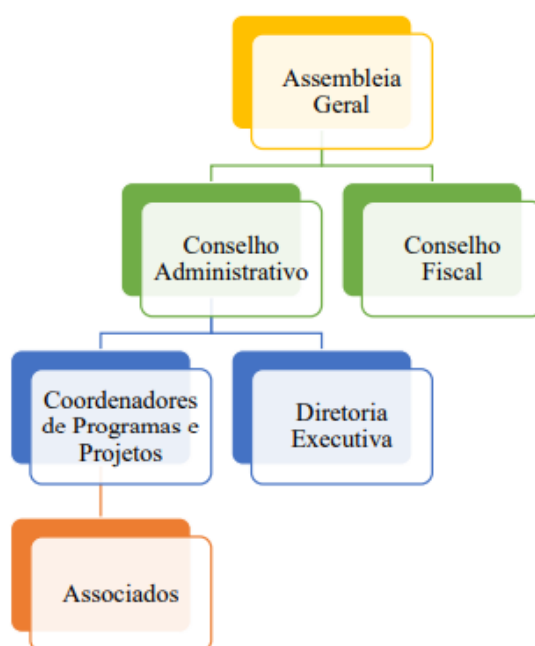 Assembleia
Geral
Conselho
Administrativo
Conselho
Fiscal
Coordenadores
de Programas e
Projetos
Diretoria
Executiva
Associados